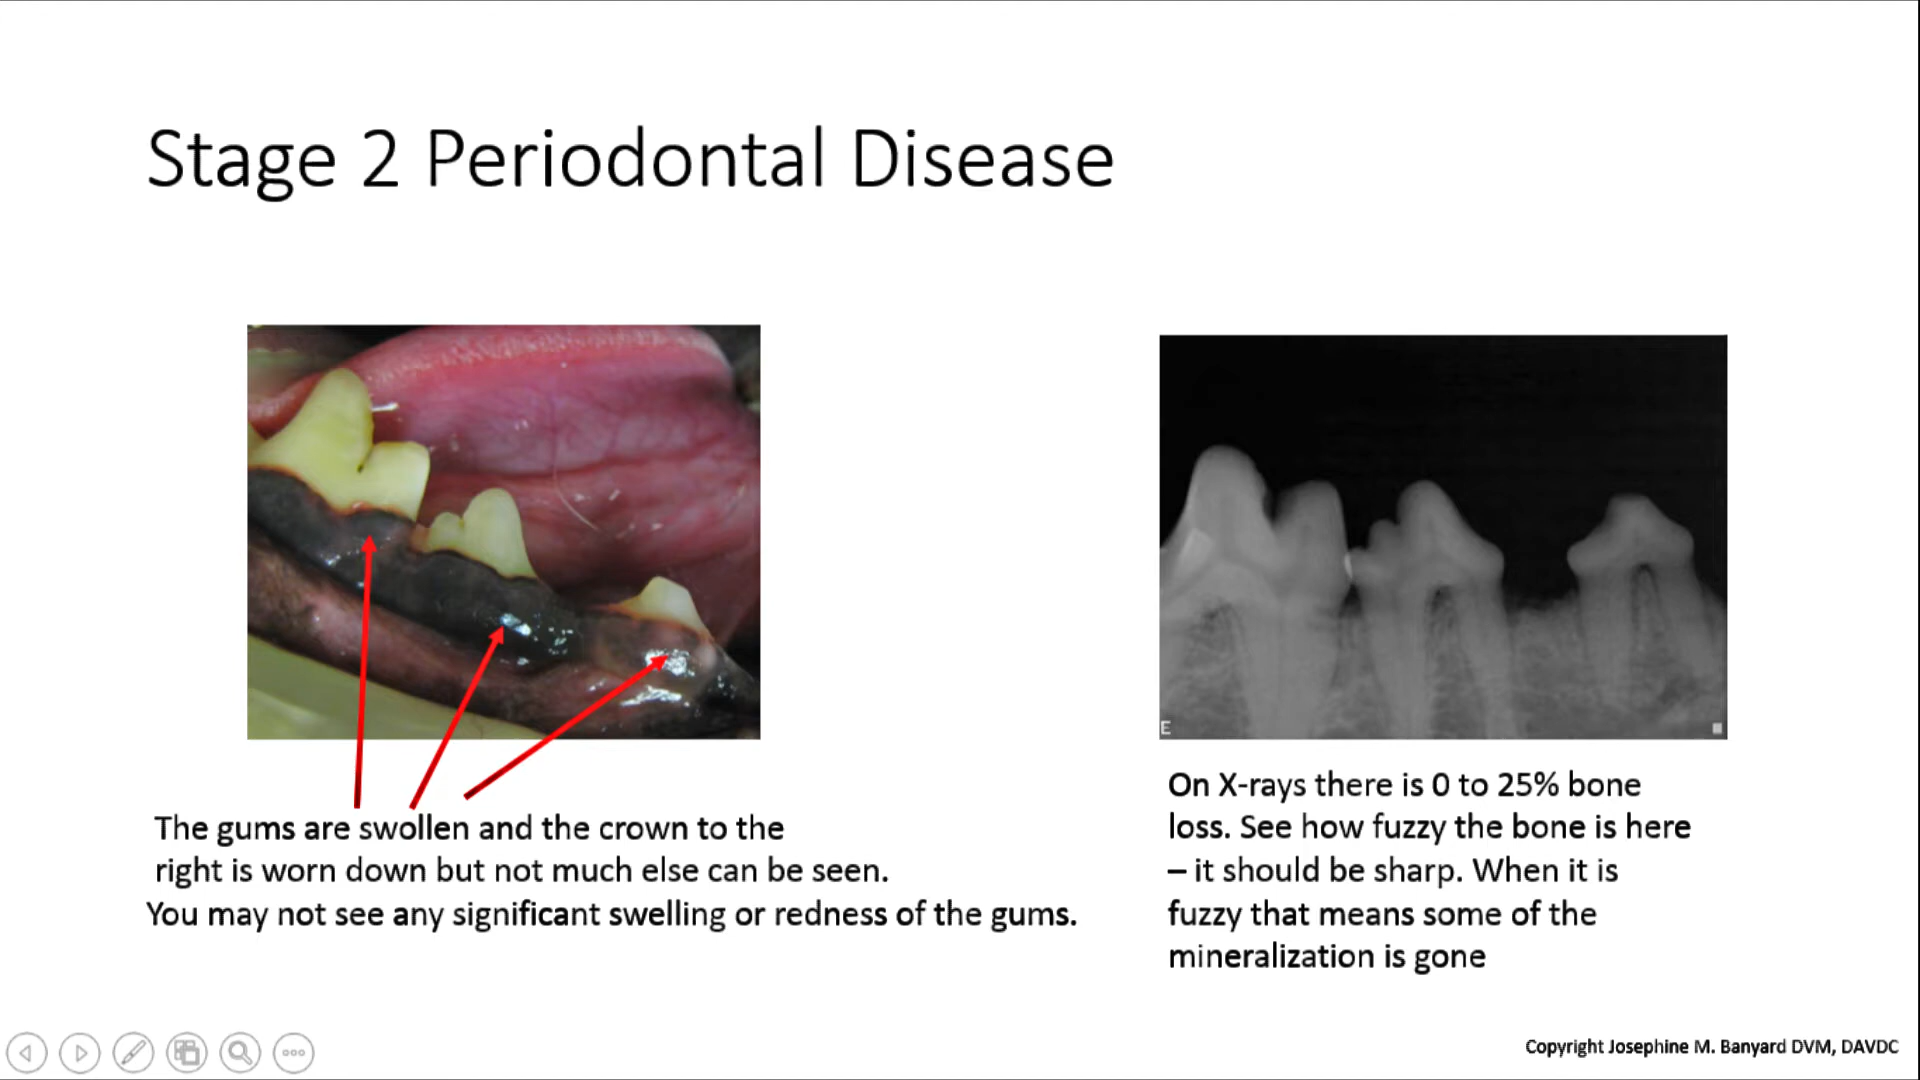 Stage 2 Periodontal Disease
The gums are swollen and the crown to the
right is worn down but not much else can be seen.
You may not see any significant swelling or redness of the gums.
E
On X-rays there is 0 to 25% bone
loss. See how fuzzy the bone is here
– it should be sharp. When it is
fuzzy that means some of the
mineralization is gone
Copyright Josephine M. Banyard DVM, DAVDC